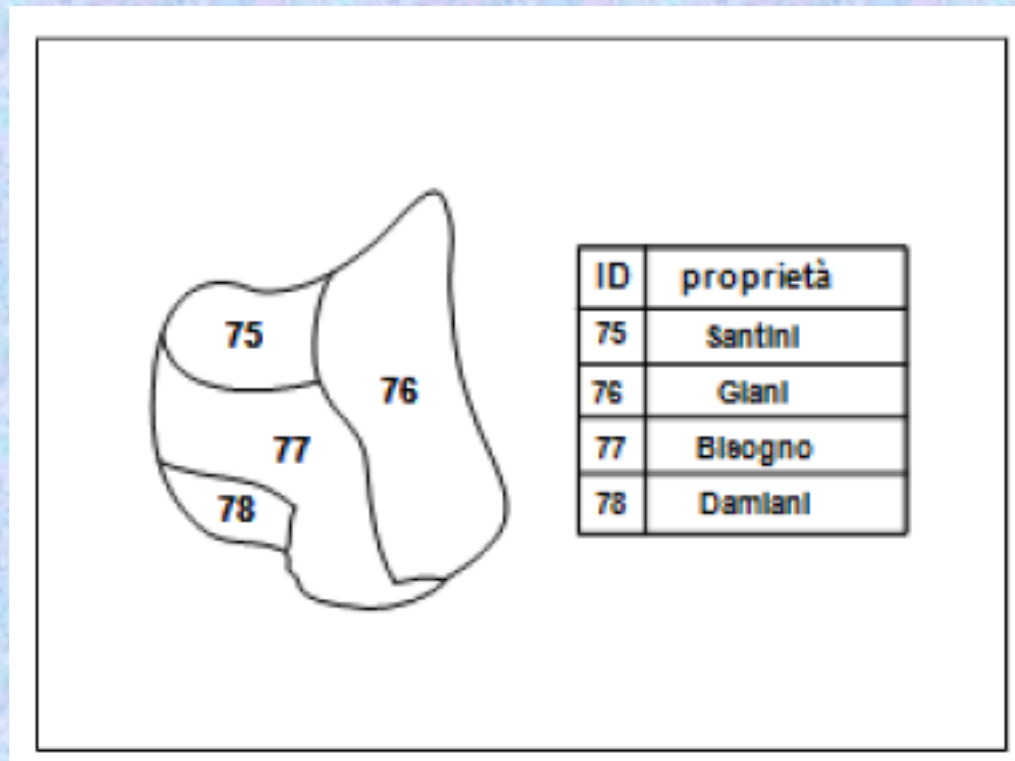 75
76
77
78
ID proprietà
75 Santini
76 Giani
77 Bisogno
78 Damiani